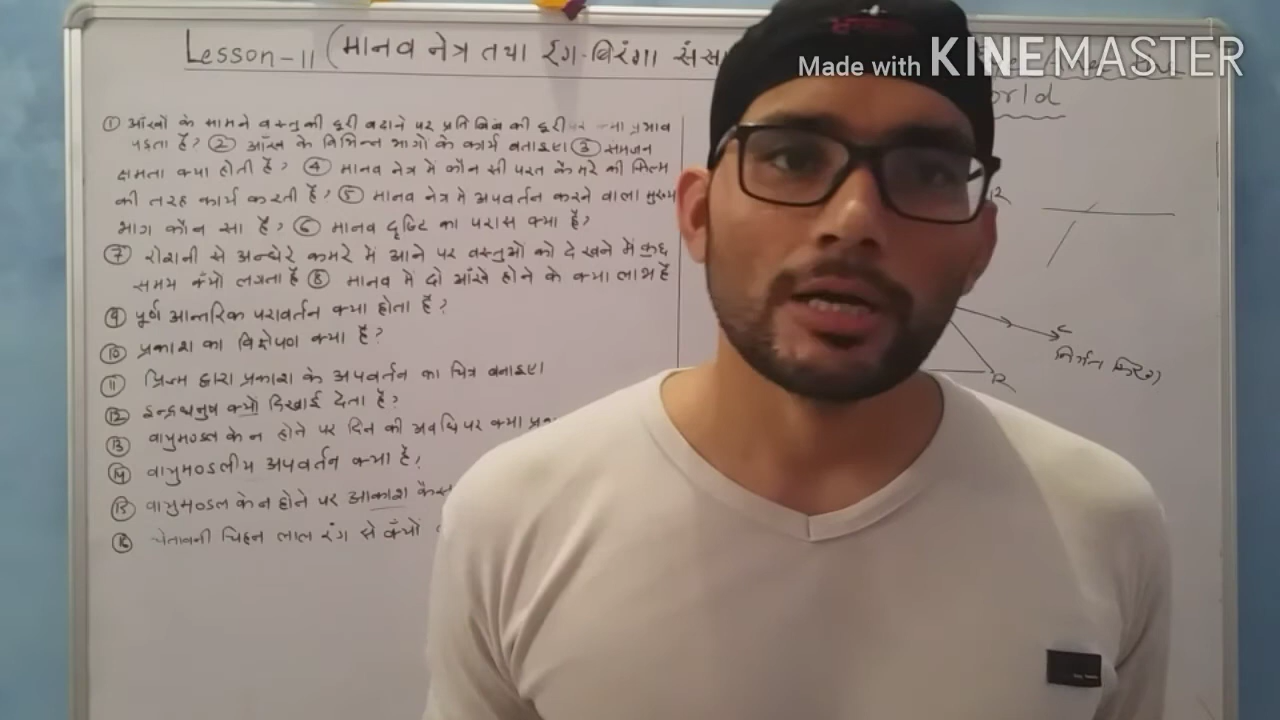 Lesson-11 (मानव नेत्र तथा रंग-बिरंगा
Made with KINEMASTER
orld
① आँखों के सामने वस्तु की दूरी बढाने पर प्रतिबिंब की दूरी पर प्रभाव
पड़ता है? ② आँख के विभिन्न भागों के कार्य बताइए ③ समजन
क्षमता क्या होती है? ④ मानव नेत्र में कौन सी परत कैमरे की फिल्म
की तरह कार्य करती है? ⑤ मानव नेत्र मे अपवर्तन करने वाला मुख्य
भाग कौन सा है? ⑥ मानव दृष्टि का परास क्या है?
⑦ रोशनी से अन्धेरे कमरे में आने पर वस्तुओं को देखने में कुछ
समय क्यों लगता है ⑧ मानव में दो आँखे होने के क्या लाभ है
⑨ पूर्ण आन्तरिक परावर्तन क्या होता है?
⑩ प्रकाश का विक्षेपण क्या है?
⑪ प्रिज्म द्वारा प्रकाश के अपवर्तन का चित्र बनाइए।
⑫ इन्द्रधनुष क्यों दिखाई देता है?
⑬ वायुमण्डल के न होने पर दिन की अवधि पर क्या
⑭ वायुमण्डलीय अपवर्तन क्या है?
⑮ वायुमण्डल के न होने पर आकाश
⑯ चेतावनी चिहन लाल रंग से क्यों
R
निर्गत किरण